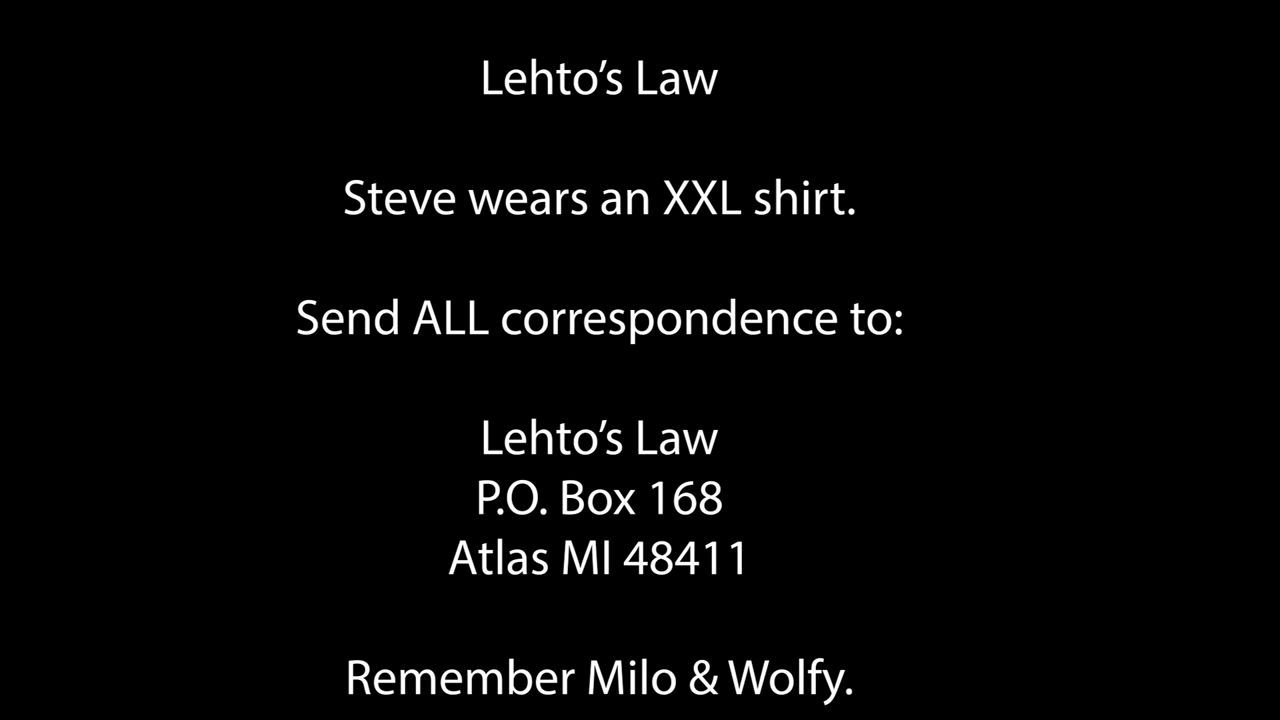 Lehto’s Law
Steve wears an XXL shirt.
Send ALL correspondence to:
Lehto’s Law
P.O. Box 168
Atlas MI 48411
Remember Milo & Wolfy.